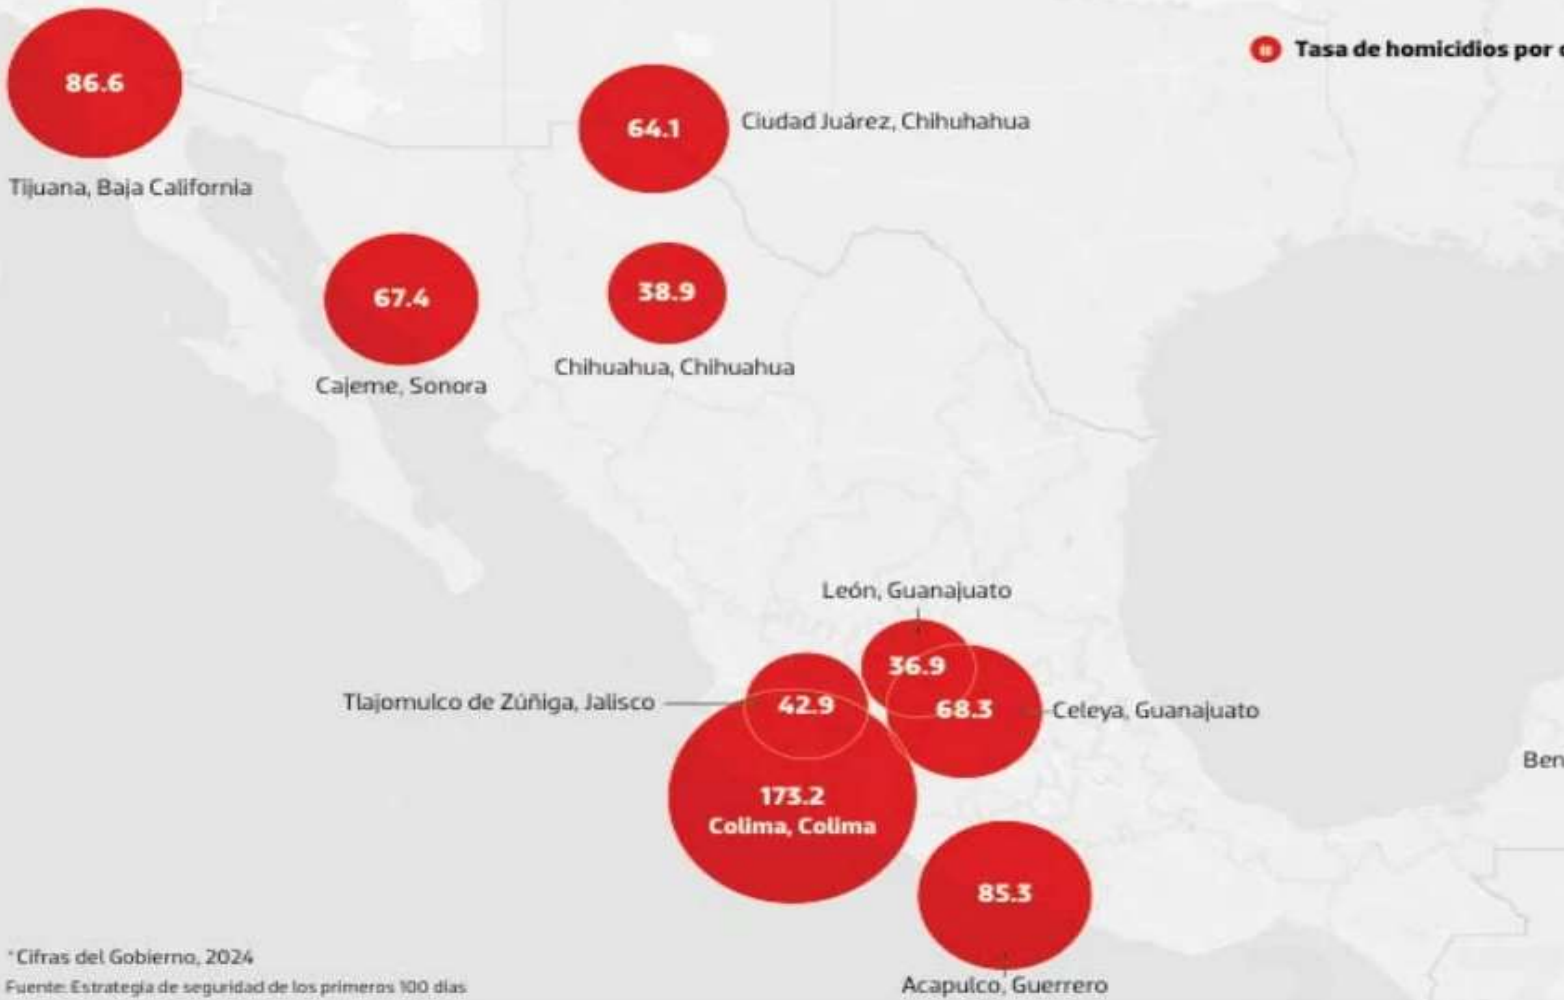 86.6
Tijuana, Baja California
Tasa de homicidios por
64.1
Ciudad Juárez, Chihuhahua
67.4
Cajeme, Sonora
38.9
Chihuahua, Chihuahua
León, Guanajuato
36.9
Tlajomulco de Zúñiga, Jalisco
42.9
68.3
Celeya, Guanajuato
173.2
Colima, Colima
Ben
85.3
Acapulco, Guerrero
*Cifras del Gobierno, 2024
Fuente: Estrategia de seguridad de los primeros 100 días